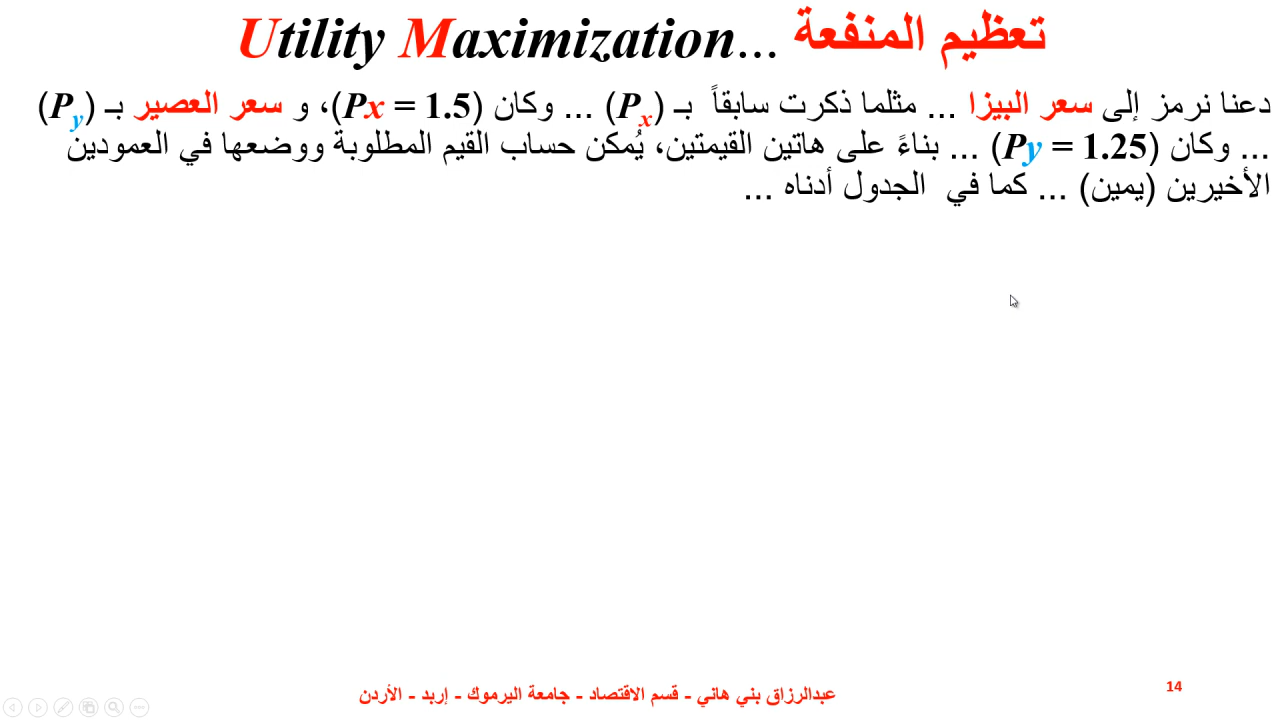 تعظيم المنفعة ...Utility Maximization
دعنا نرمز إلى سعر البيزا ... مثلما ذكرت سابقاً بـ (Px) ... وكان (Px = 1.5)، و سعر العصير بـ (Py)
... وكان (Py = 1.25) ... بناءً على هاتين القيمتين، يُمكن حساب القيم المطلوبة ووضعها في العمودين
الأخيرين (يمين) ... كما في الجدول أدناه ...
عبدالرزاق بني هاني - قسم الاقتصاد - جامعة اليرموك - إربد - الأردن
14